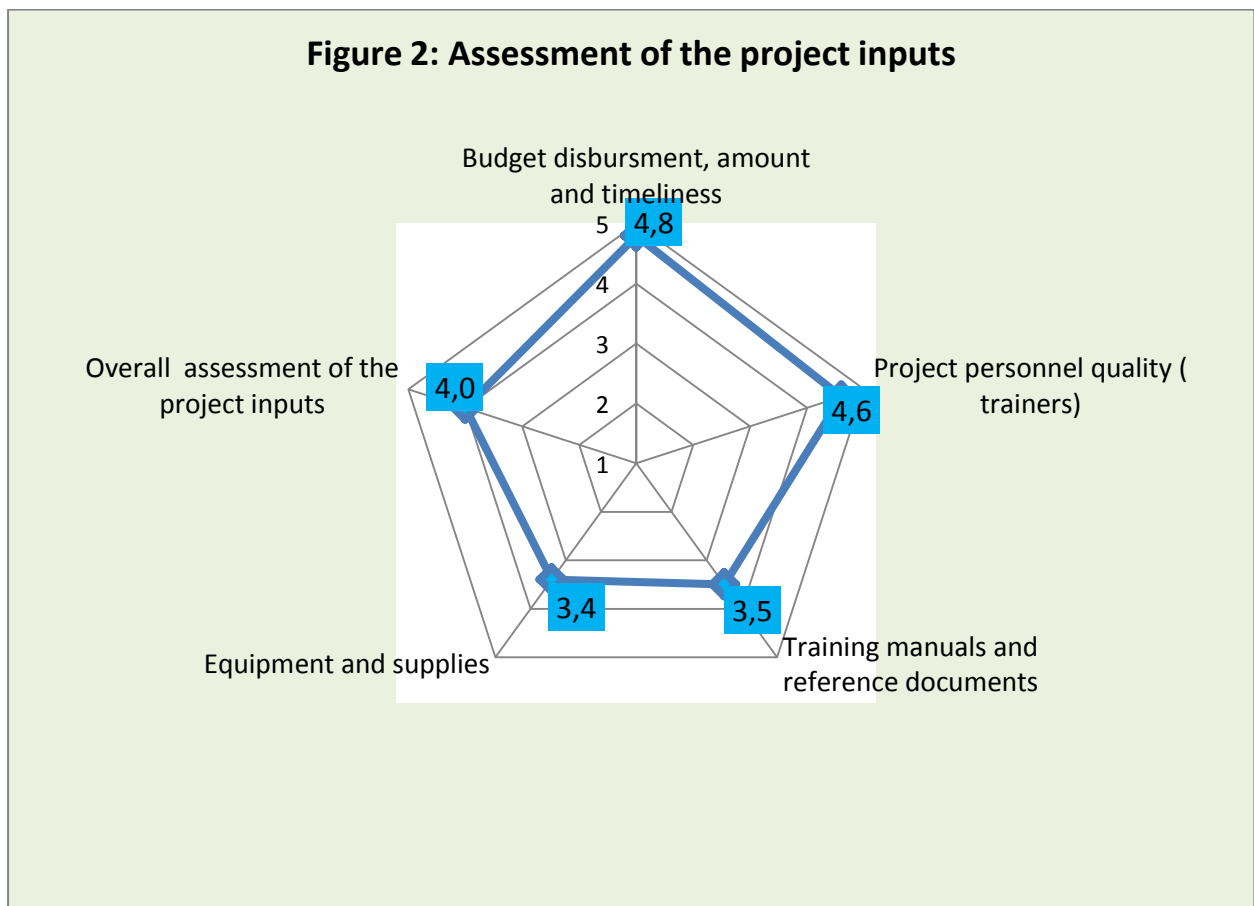 Figure 2: Assessment of the project inputs
Budget disbursment, amount
and timeliness
5
4,8
4
3
2
1
Project personnel quality (
trainers)
4,6
Overall  assessment of the
project inputs
4,0
3,4
3,5
Equipment and supplies
Training manuals and
reference documents